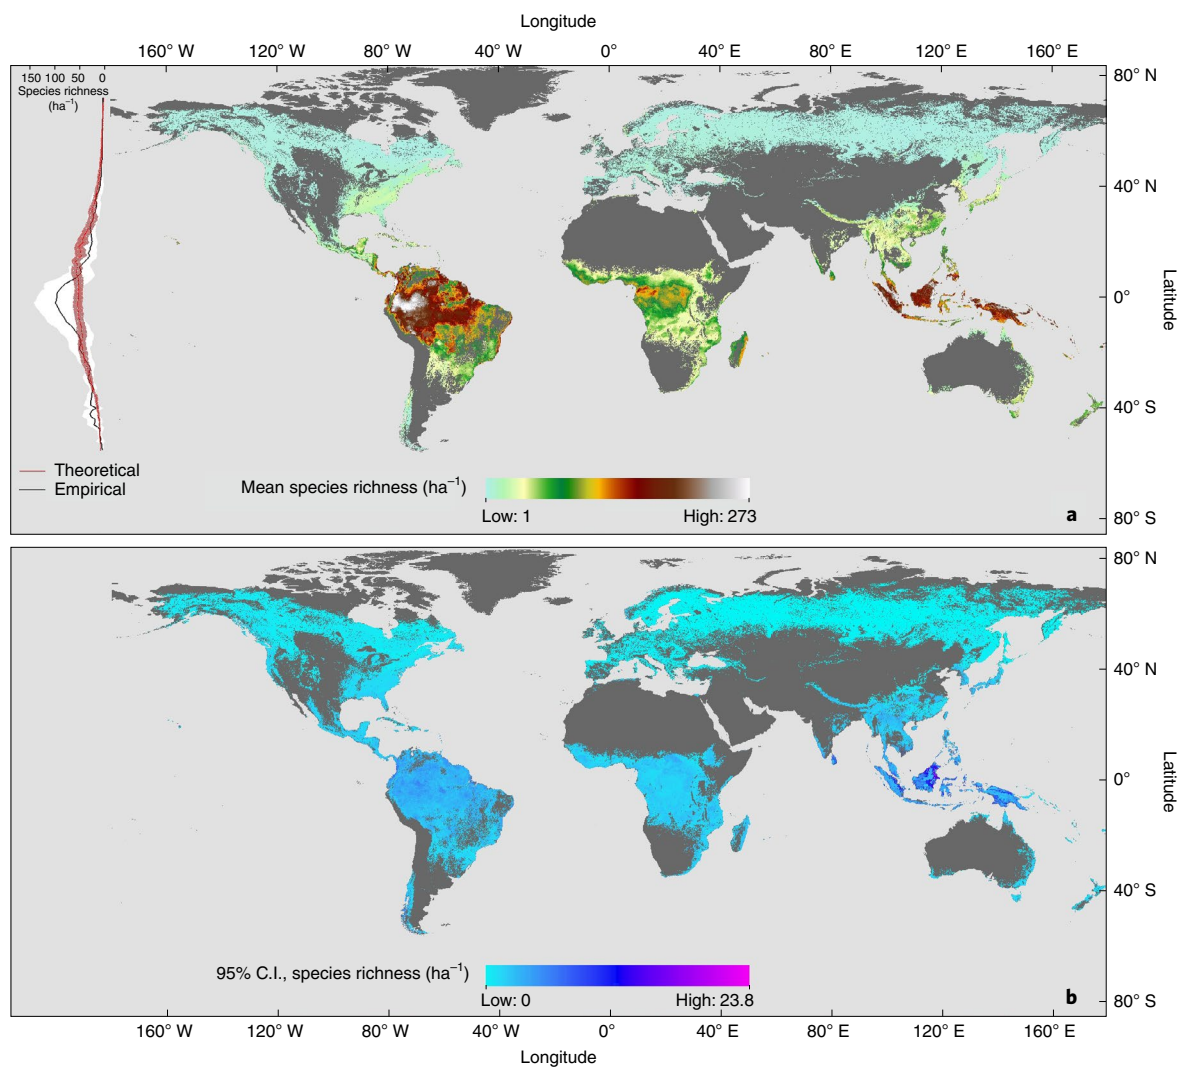 Longitude
160° W 120° W 80° W 40° W 0° 40° E 80° E 120° E 160° E
150 100 50 0
Species richness
(ha⁻¹)
80° N
40° N
0°
Latitude
40° S
80° S
Theoretical
Empirical
Mean species richness (ha⁻¹)
Low: 1 High: 273
a
80° N
40° N
0°
Latitude
40° S
80° S
95% C.I., species richness (ha⁻¹)
Low: 0 High: 23.8
b
160° W 120° W 80° W 40° W 0° 40° E 80° E 120° E 160° E
Longitude